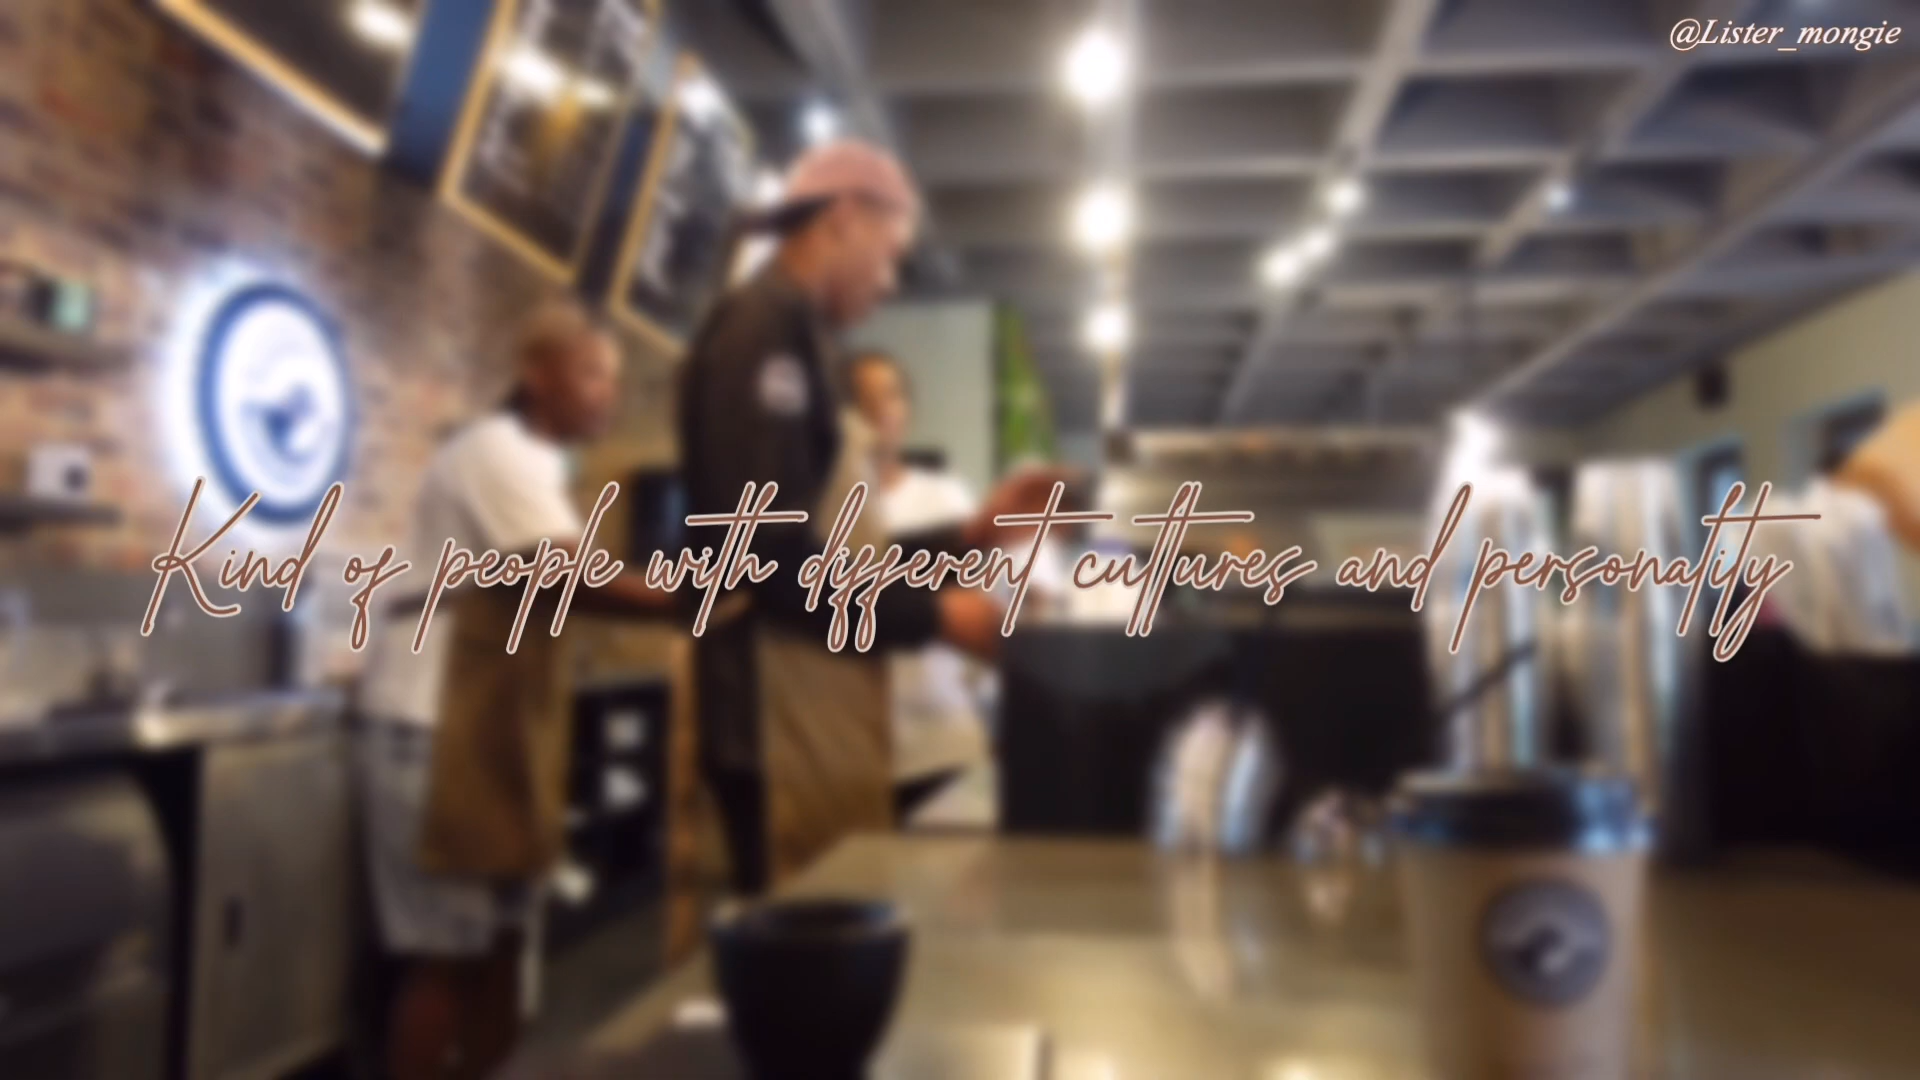 @Lister_mongie
Kind of people with different cultures and personality